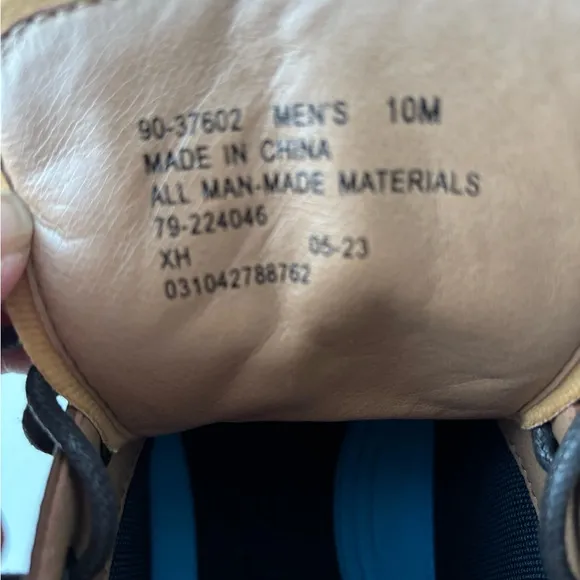 90-37602 MEN'S 10M
MADE IN CHINA
ALL MAN-MADE MATERIALS
79-224046
XH 05-23
031042788762